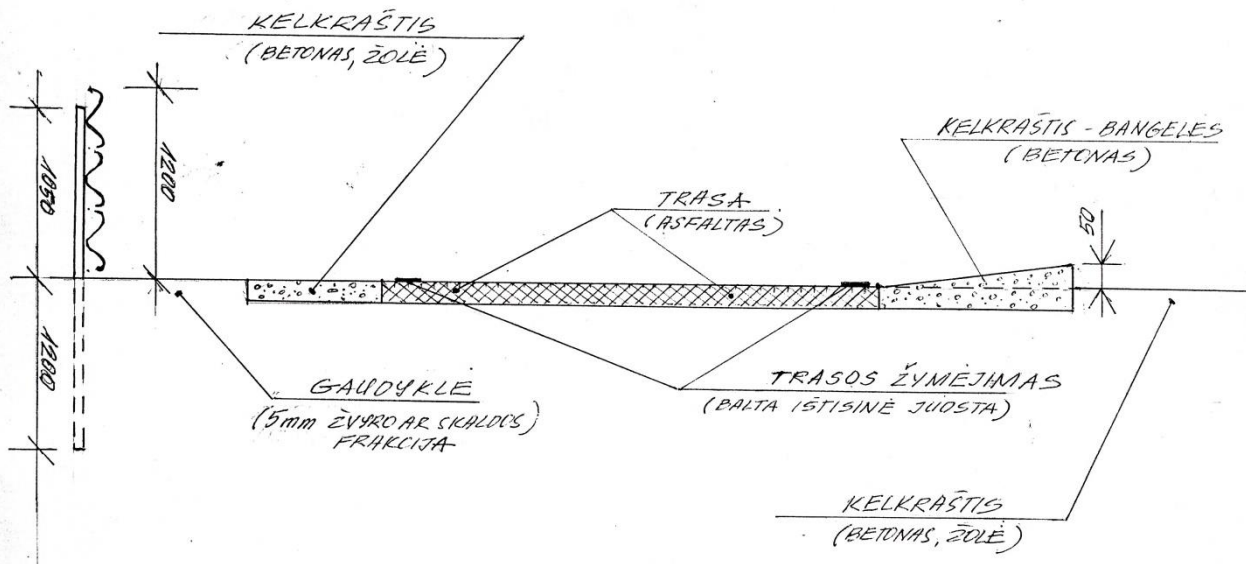 KELKRAŠTIS
(BETONAS, ŽOLĖ)
1050
1200
1200
KELKRAŠTIS - BANGELĖS
(BETONAS)
TRASA
(ASFALTAS)
50
GAUDYKLĖ
(5mm ŽVYRO AR SKALDOS)
FRAKCIJA
TRASOS ŽYMĖJIMAS
(BALTA IŠTISINĖ JUOSTA)
KELKRAŠTIS
(BETONAS, ŽOLĖ)